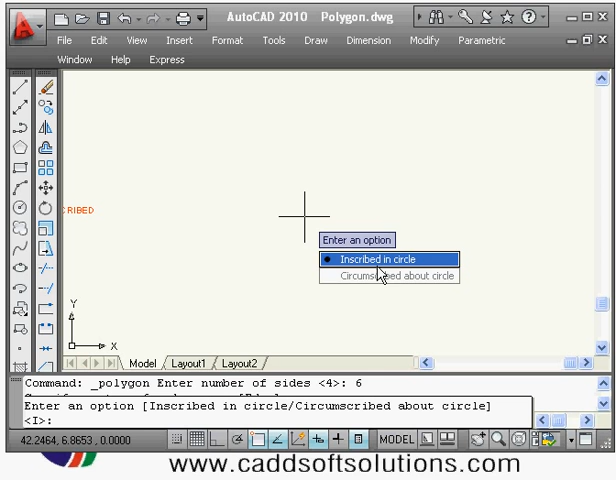 AutoCAD 2010 Polygon.dwg
File Edit View Insert Format Tools Draw Dimension Modify Parametric
Window Help Express
CRIBED
Enter an option
Inscribed in circle
Circumscribed about circle
Y
X
Model Layout1 Layout2
Command: _polygon Enter number of sides <4>: 6
Enter an option [Inscribed in circle/Circumscribed about circle]
<I>:
42.2464, 6.8653, 0.0000 MODEL
www.caddsoftsolutions.com